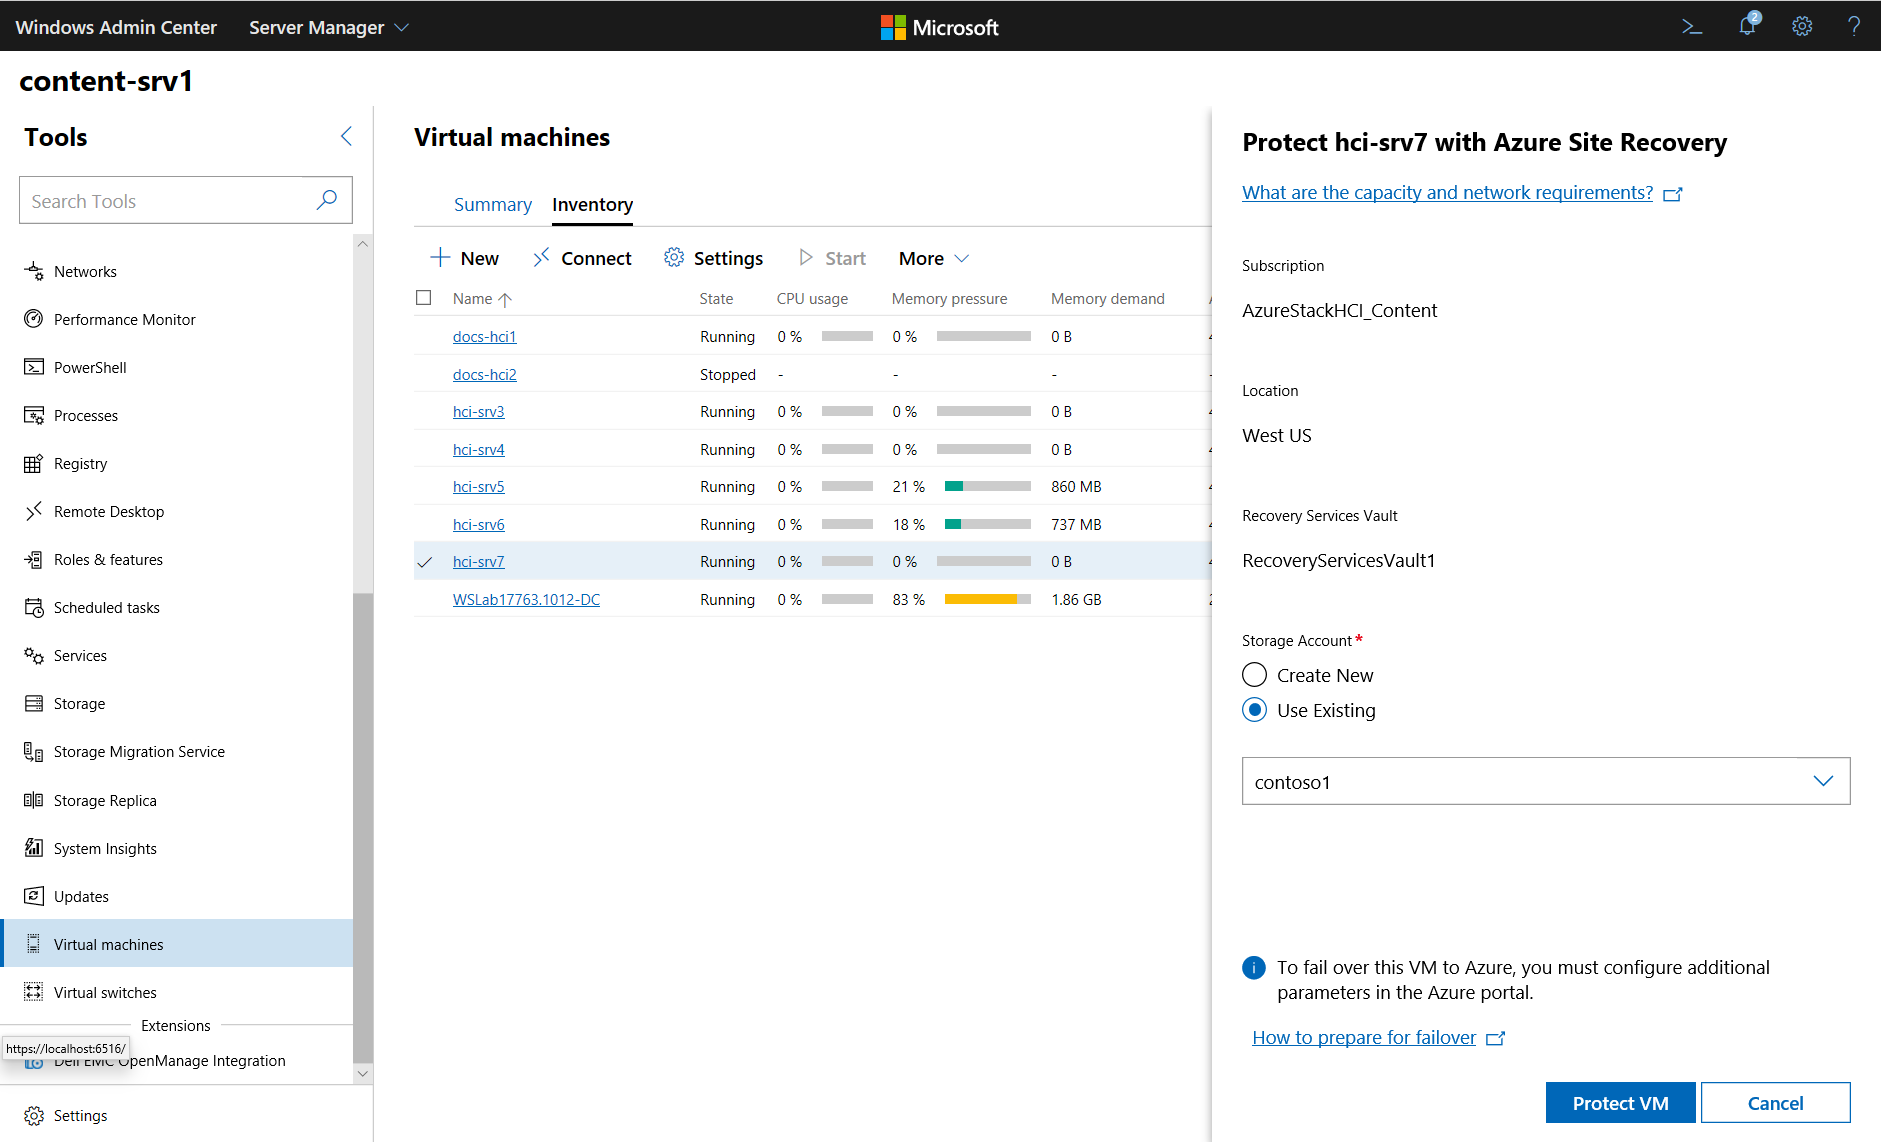 Windows Admin Center Server Manager Microsoft 2
content-srv1
Tools
Search Tools
Networks
Performance Monitor
PowerShell
Processes
Registry
Remote Desktop
Roles & features
Scheduled tasks
Services
Storage
Storage Migration Service
Storage Replica
System Insights
Updates
Virtual machines
Virtual switches
Extensions
https://localhost:6516/
Dell EMC OpenManage Integration
Settings
Virtual machines
Summary Inventory
New Connect Settings Start More
Name State CPU usage Memory pressure Memory demand
docs-hci1 Running 0 % 0 % 0 B
docs-hci2 Stopped - - - -
hci-srv3 Running 0 % 0 % 0 B
hci-srv4 Running 0 % 0 % 0 B
hci-srv5 Running 0 % 21 % 860 MB
hci-srv6 Running 0 % 18 % 737 MB
hci-srv7 Running 0 % 0 % 0 B
WSLab17763.1012-DC Running 0 % 83 % 1.86 GB
Protect hci-srv7 with Azure Site Recovery
What are the capacity and network requirements?
Subscription
AzureStackHCI_Content
Location
West US
Recovery Services Vault
RecoveryServicesVault1
Storage Account*
Create New
Use Existing
contoso1
To fail over this VM to Azure, you must configure additional
parameters in the Azure portal.
How to prepare for failover
Protect VM Cancel